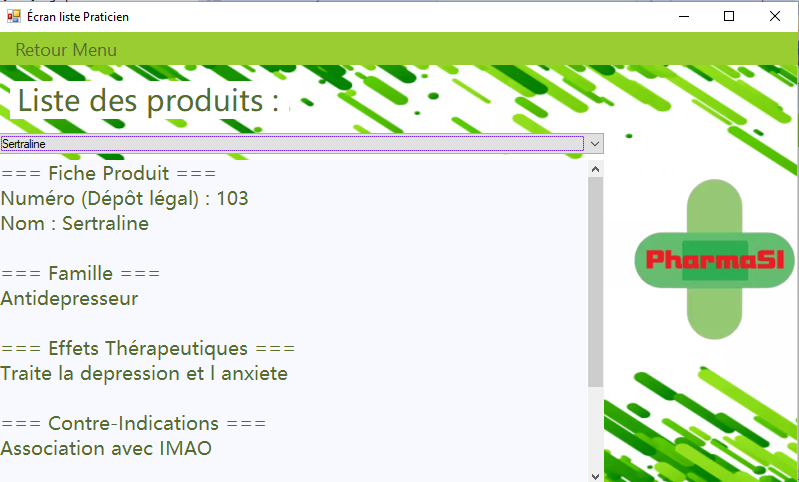 Écran liste Praticien
Retour Menu
Liste des produits :
Sertraline
=== Fiche Produit ===
Numéro (Dépôt légal) : 103
Nom : Sertraline
=== Famille ===
Antidepresseur
=== Effets Thérapeutiques ===
Traite la depression et l anxiete
=== Contre-Indications ===
Association avec IMAO
PharmaSI